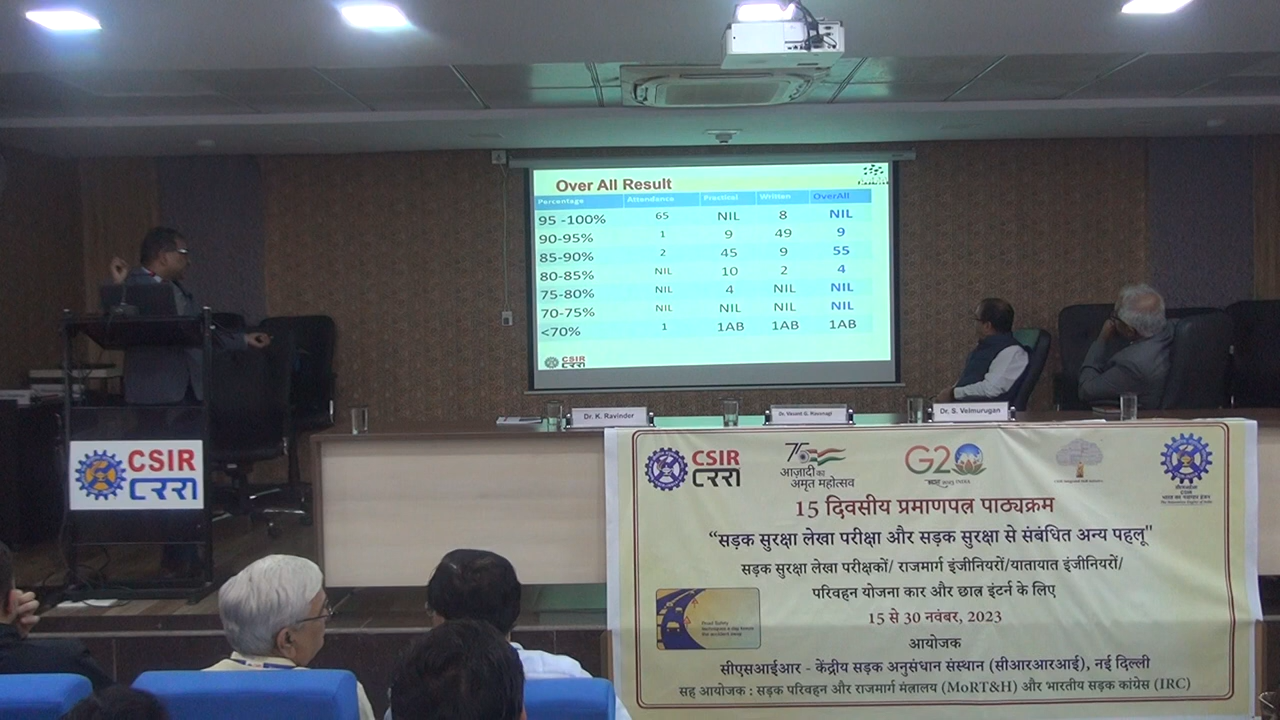 Over All Result
Percentage Attendance Practical Written OverAll
95 -100% 65 NIL 8 NIL
90-95% 1 9 49 9
85-90% 2 45 9 55
80-85% NIL 10 2 4
75-80% NIL 4 NIL NIL
70-75% NIL NIL NIL NIL
<70% 1 1AB 1AB 1AB
CSIR
CRRI
Dr. K. Ravinder
Dr. S. Velmurugan
CSIR
CRRI
CSIR
CRRI
75
आज़ादी का
अमृत महोत्सव
G20
15 दिवसीय प्रमाणपत्र पाठ्यक्रम
“सड़क सुरक्षा लेखा परीक्षा और सड़क सुरक्षा से संबंधित अन्य पहलू"
सड़क सुरक्षा लेखा परीक्षकों/ राजमार्ग इंजीनियरों/यातायात इंजीनियरों/
परिवहन योजना कार और छात्र इंटर्न के लिए
15 से 30 नवंबर, 2023
आयोजक
सीएसआईआर - केंद्रीय सड़क अनुसंधान संस्थान (सीआरआरआई), नई दिल्ली
सह आयोजक : सड़क परिवहन और राजमार्ग मंत्रालय (MoRT&H) और भारतीय सड़क कांग्रेस (IRC)